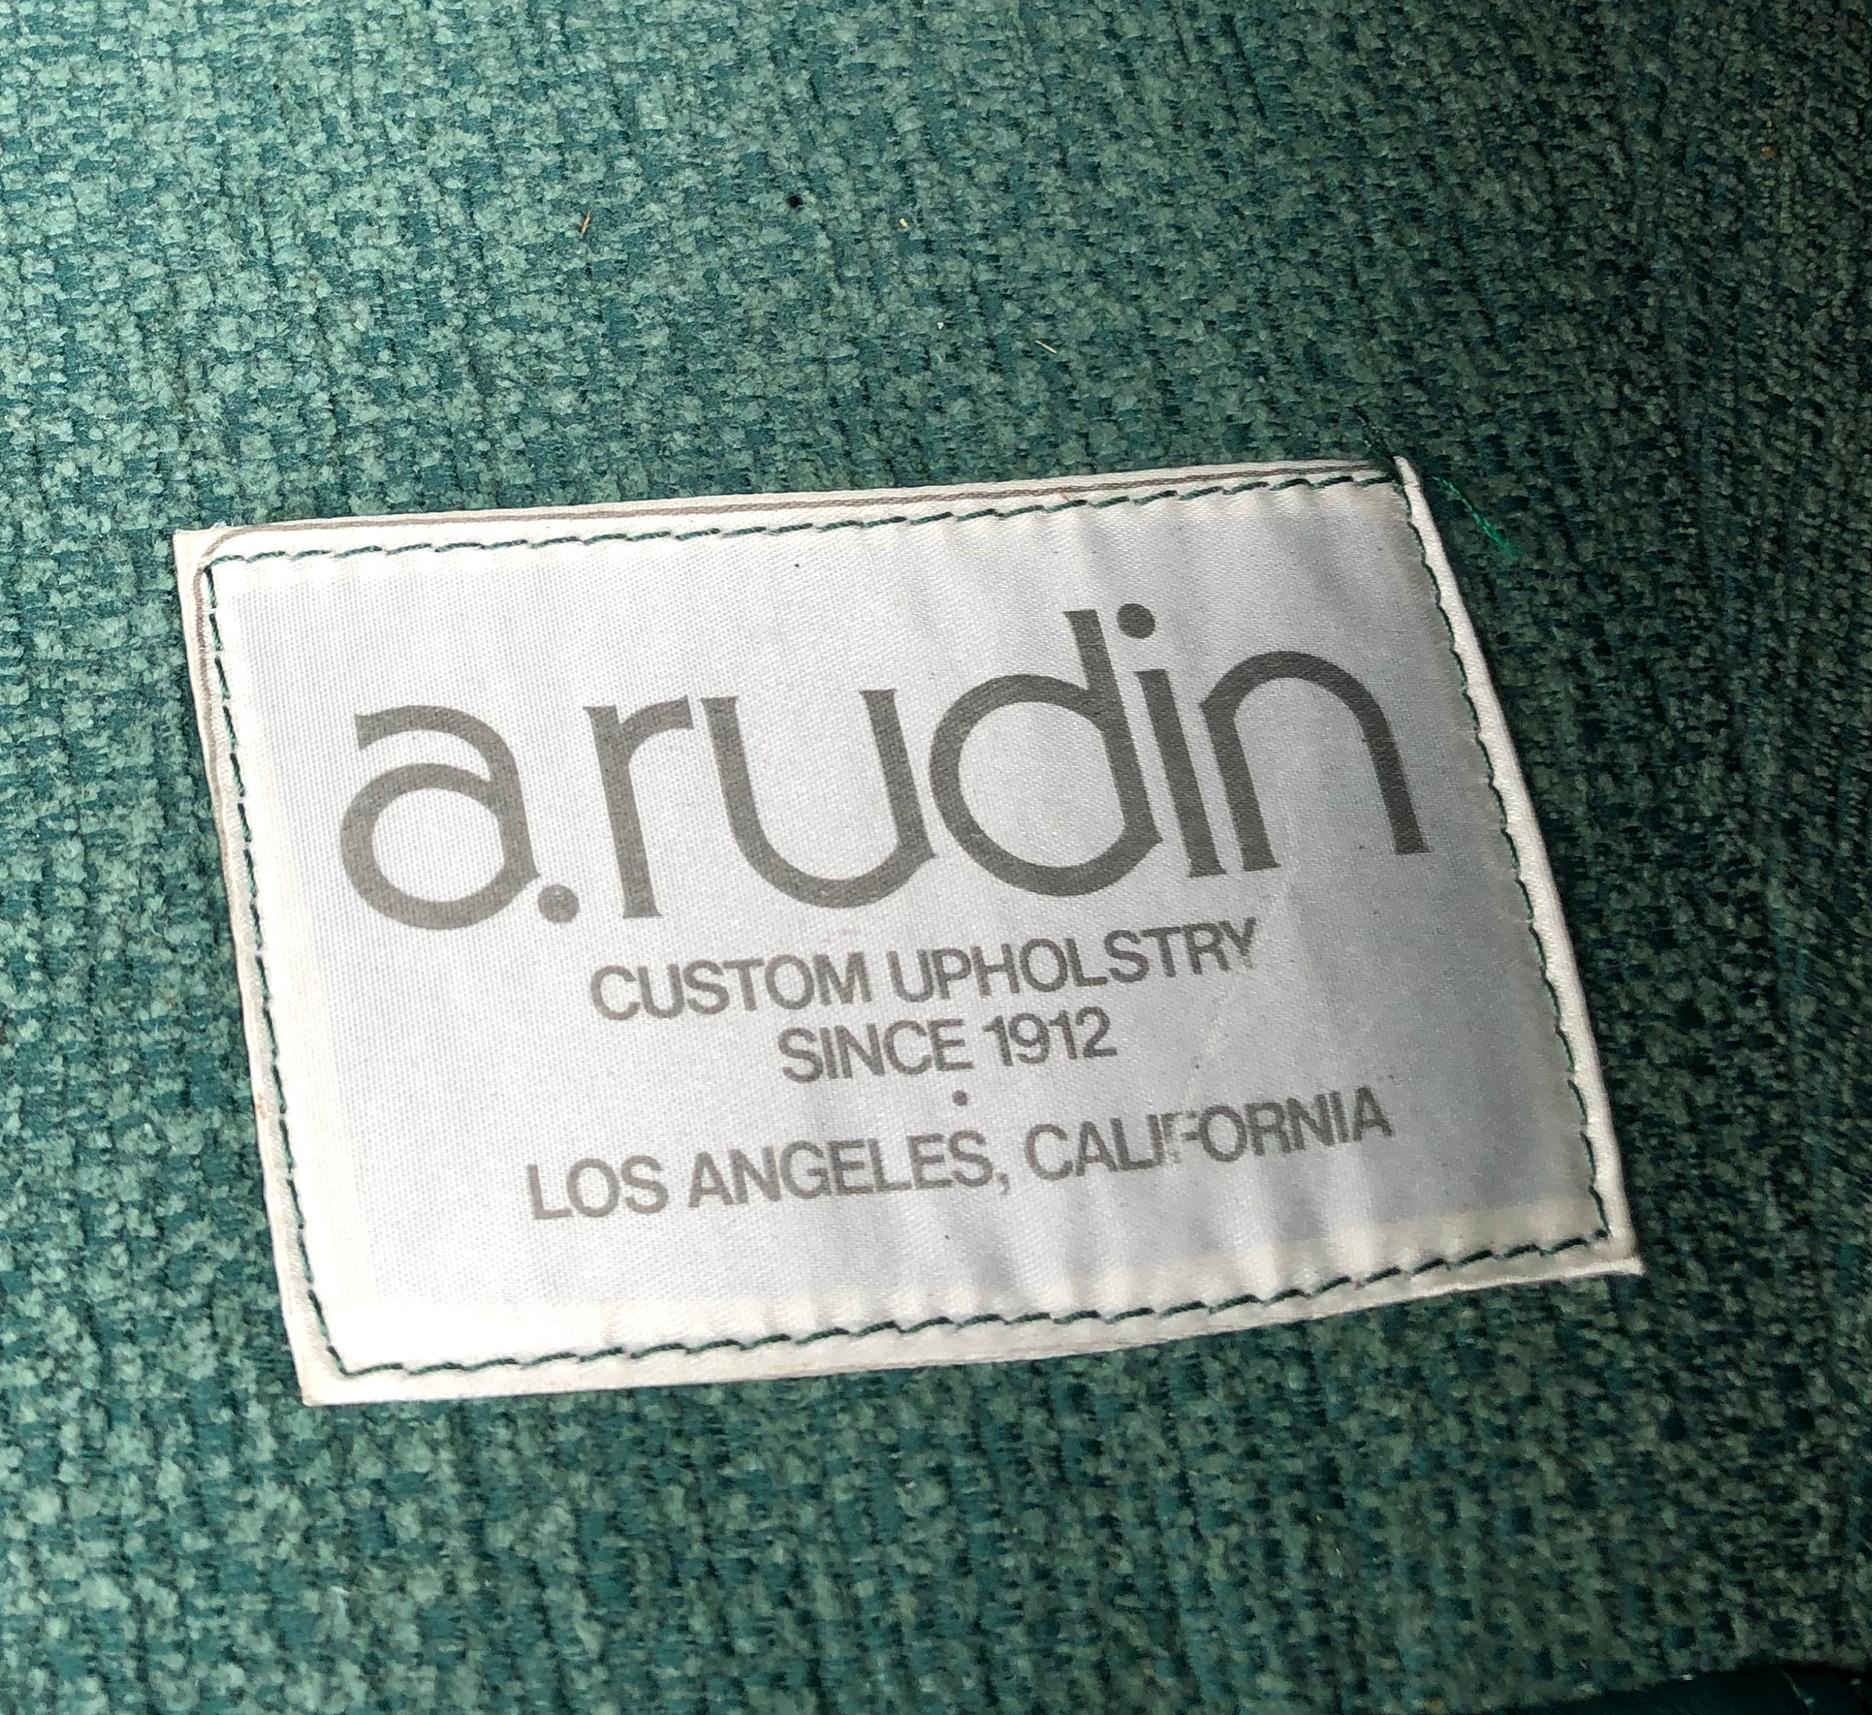 a.rudin
CUSTOM UPHOLSTRY
SINCE 1912
•
LOS ANGELES, CALIFORNIA